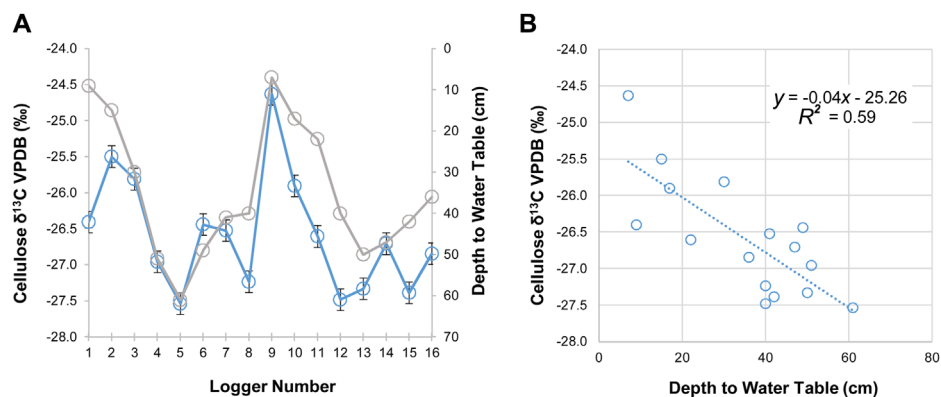 A
-24.0
-24.5
-25.0
-25.5
-26.0
-26.5
-27.0
-27.5
-28.0
Cellulose δ¹³C VPDB (‰)
0
10
20
30
40
50
60
70
Depth to Water Table (cm)
1 2 3 4 5 6 7 8 9 10 11 12 13 14 15 16
Logger Number
B
-24.0
-24.5
-25.0
-25.5
-26.0
-26.5
-27.0
-27.5
-28.0
Cellulose δ¹³C VPDB (‰)
y = -0.04x - 25.26
R² = 0.59
0 20 40 60 80
Depth to Water Table (cm)